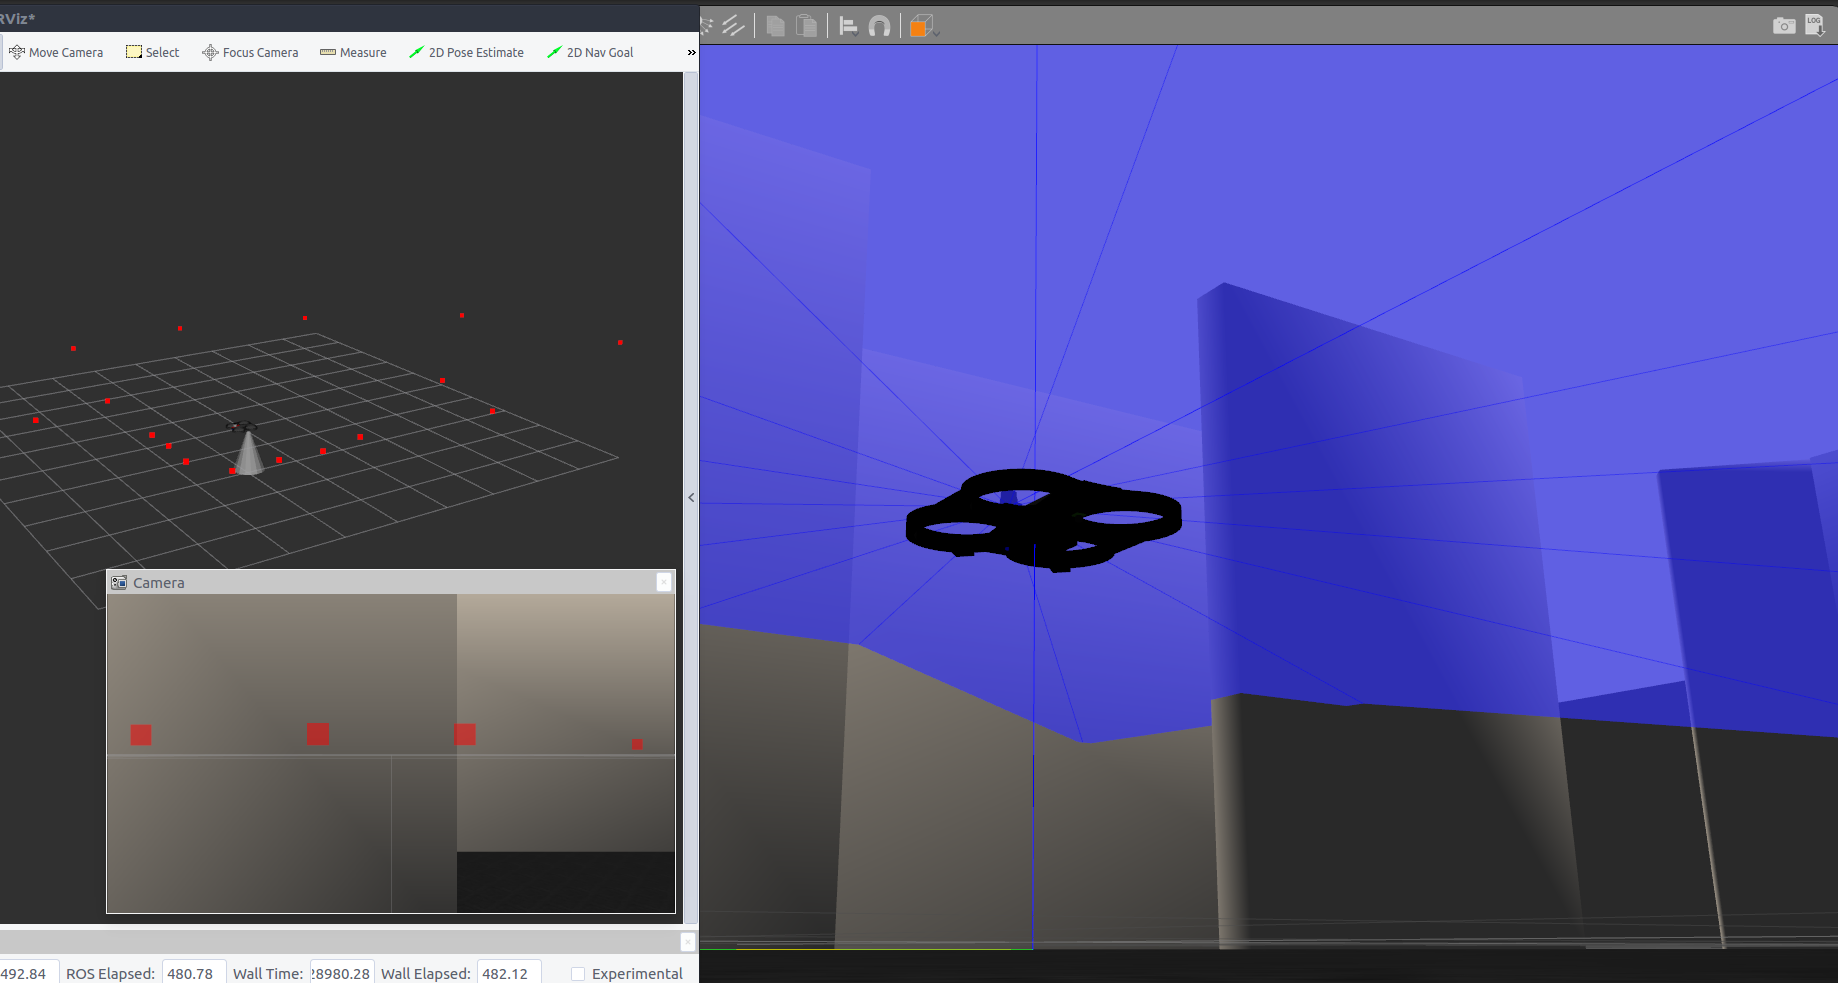 RViz*
Move Camera Select Focus Camera Measure 2D Pose Estimate 2D Nav Goal »
LOG
Camera
492.84 ROS Elapsed: 480.78 Wall Time: 28980.28 Wall Elapsed: 482.12 Experimental